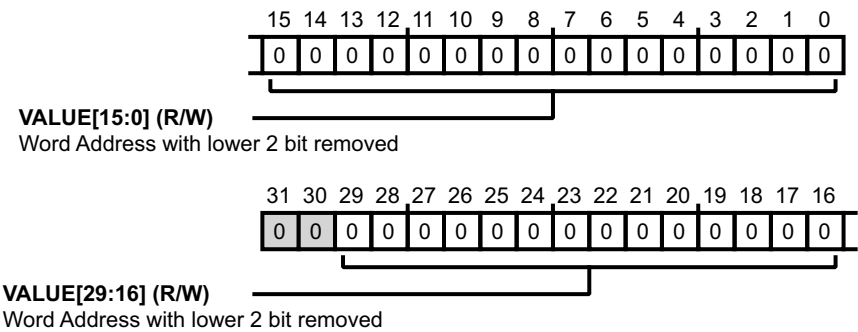 15 14 13 12 11 10 9 8 7 6 5 4 3 2 1 0
0 0 0 0 0 0 0 0 0 0 0 0 0 0 0 0
VALUE[15:0] (R/W)
Word Address with lower 2 bit removed
31 30 29 28 27 26 25 24 23 22 21 20 19 18 17 16
0 0 0 0 0 0 0 0 0 0 0 0 0 0 0 0
VALUE[29:16] (R/W)
Word Address with lower 2 bit removed